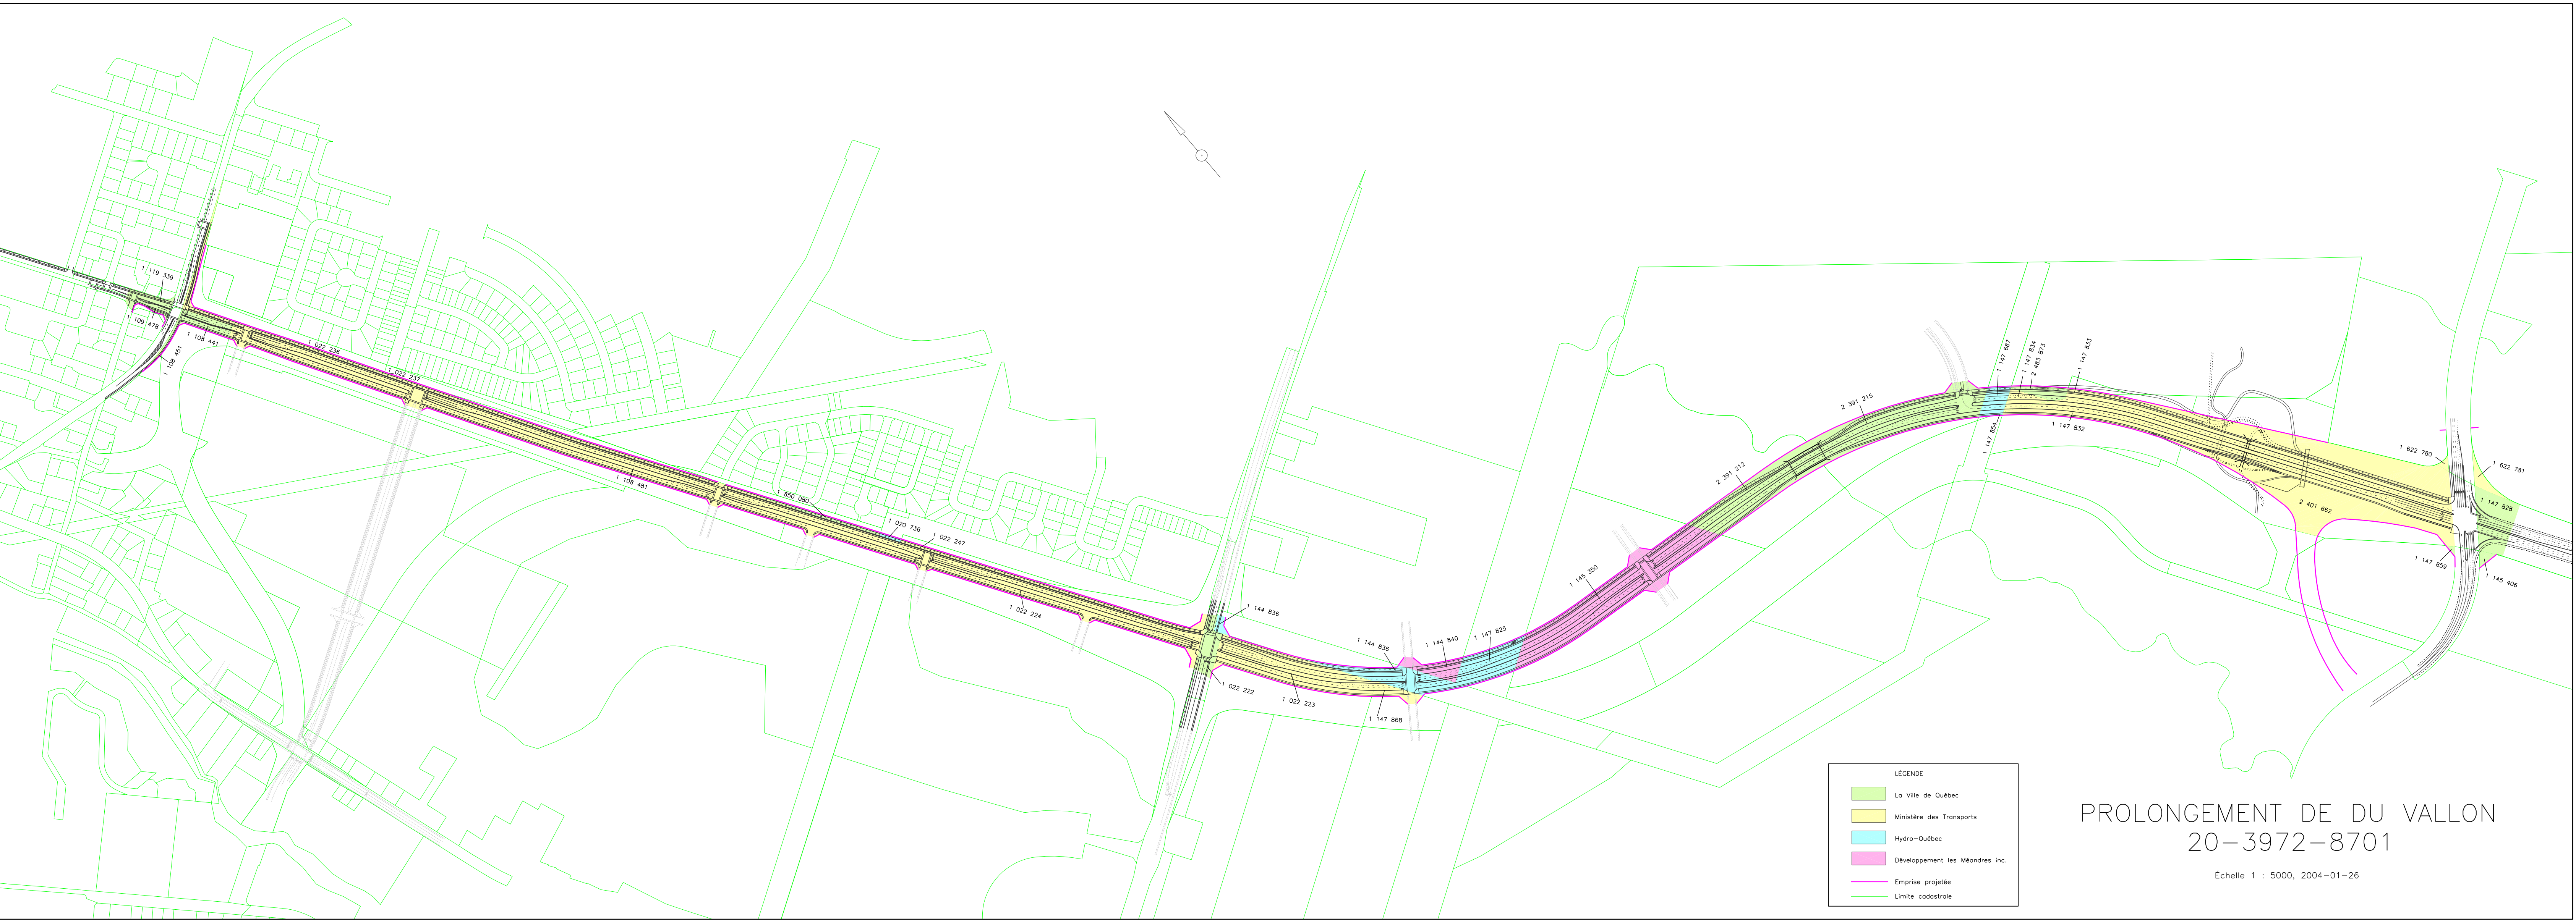 1 119 339
1 109 478
1 108 441
1 108 451
1 022 236
1 022 237
1 108 481
1 850 080
1 020 736
1 022 247
1 022 224
1 144 836
1 022 222
1 022 223
1 144 836
1 147 868
1 144 840
1 147 825
1 145 350
2 391 212
2 391 215
1 147 854
1 147 687
1 147 834
2 483 873
1 147 833
1 147 832
2 401 662
1 622 780
1 622 781
1 147 828
1 147 859
1 145 406
LÉGENDE
La Ville de Québec
Ministère des Transports
Hydro-Québec
Développement les Méandres inc.
Emprise projetée
Limite cadastrale
PROLONGEMENT DE DU VALLON
20-3972-8701
Échelle 1 : 5000, 2004-01-26